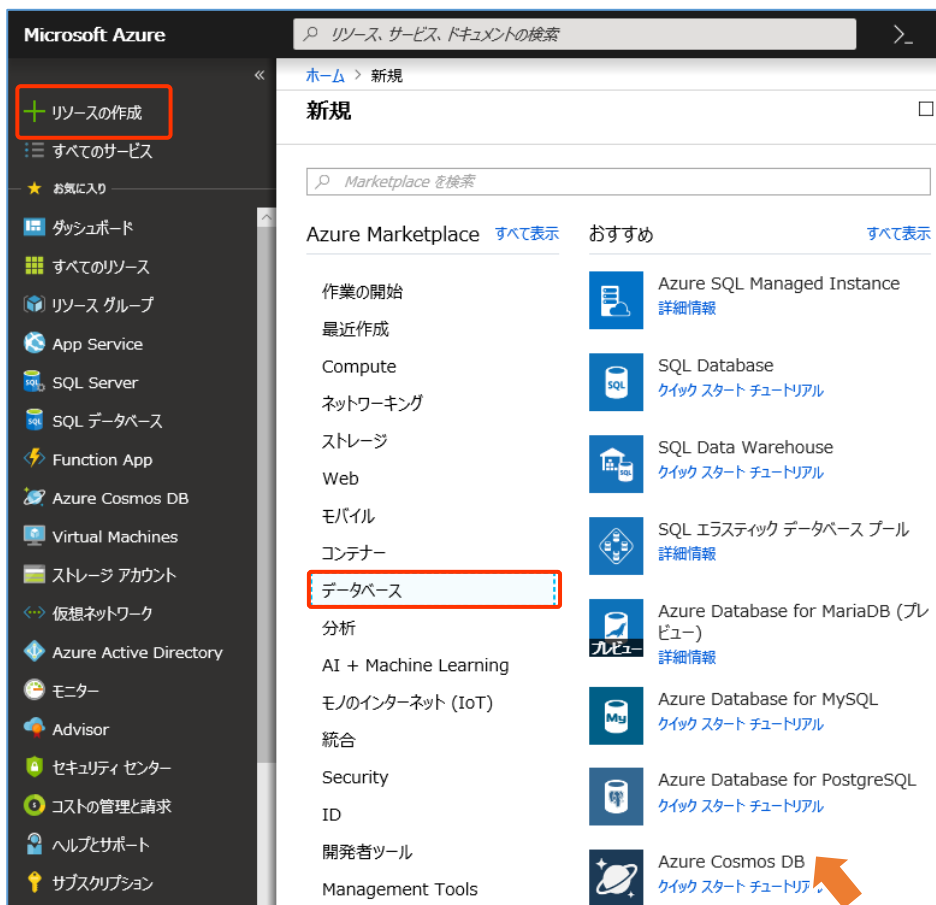 Microsoft Azure
リソース、サービス、ドキュメントの検索
>_
«
ホーム > 新規
リソースの作成
新規
すべてのサービス
お気に入り
ダッシュボード
すべてのリソース
リソース グループ
App Service
SQL Server
SQL データベース
Function App
Azure Cosmos DB
Virtual Machines
ストレージ アカウント
仮想ネットワーク
Azure Active Directory
モニター
Advisor
セキュリティ センター
コストの管理と請求
ヘルプとサポート
サブスクリプション
Marketplace を検索
Azure Marketplace すべて表示
作業の開始
最近作成
Compute
ネットワーキング
ストレージ
Web
モバイル
コンテナー
データベース
分析
AI + Machine Learning
モノのインターネット (IoT)
統合
Security
ID
開発者ツール
Management Tools
おすすめ すべて表示
Azure SQL Managed Instance
詳細情報
SQL
SQL Database
クイック スタート チュートリアル
SQL
SQL Data Warehouse
クイック スタート チュートリアル
SQL エラスティック データベース プール
詳細情報
プレビュー
Azure Database for MariaDB (プレ
ビュー)
詳細情報
My
Azure Database for MySQL
クイック スタート チュートリアル
Azure Database for PostgreSQL
クイック スタート チュートリアル
Azure Cosmos DB
クイック スタート